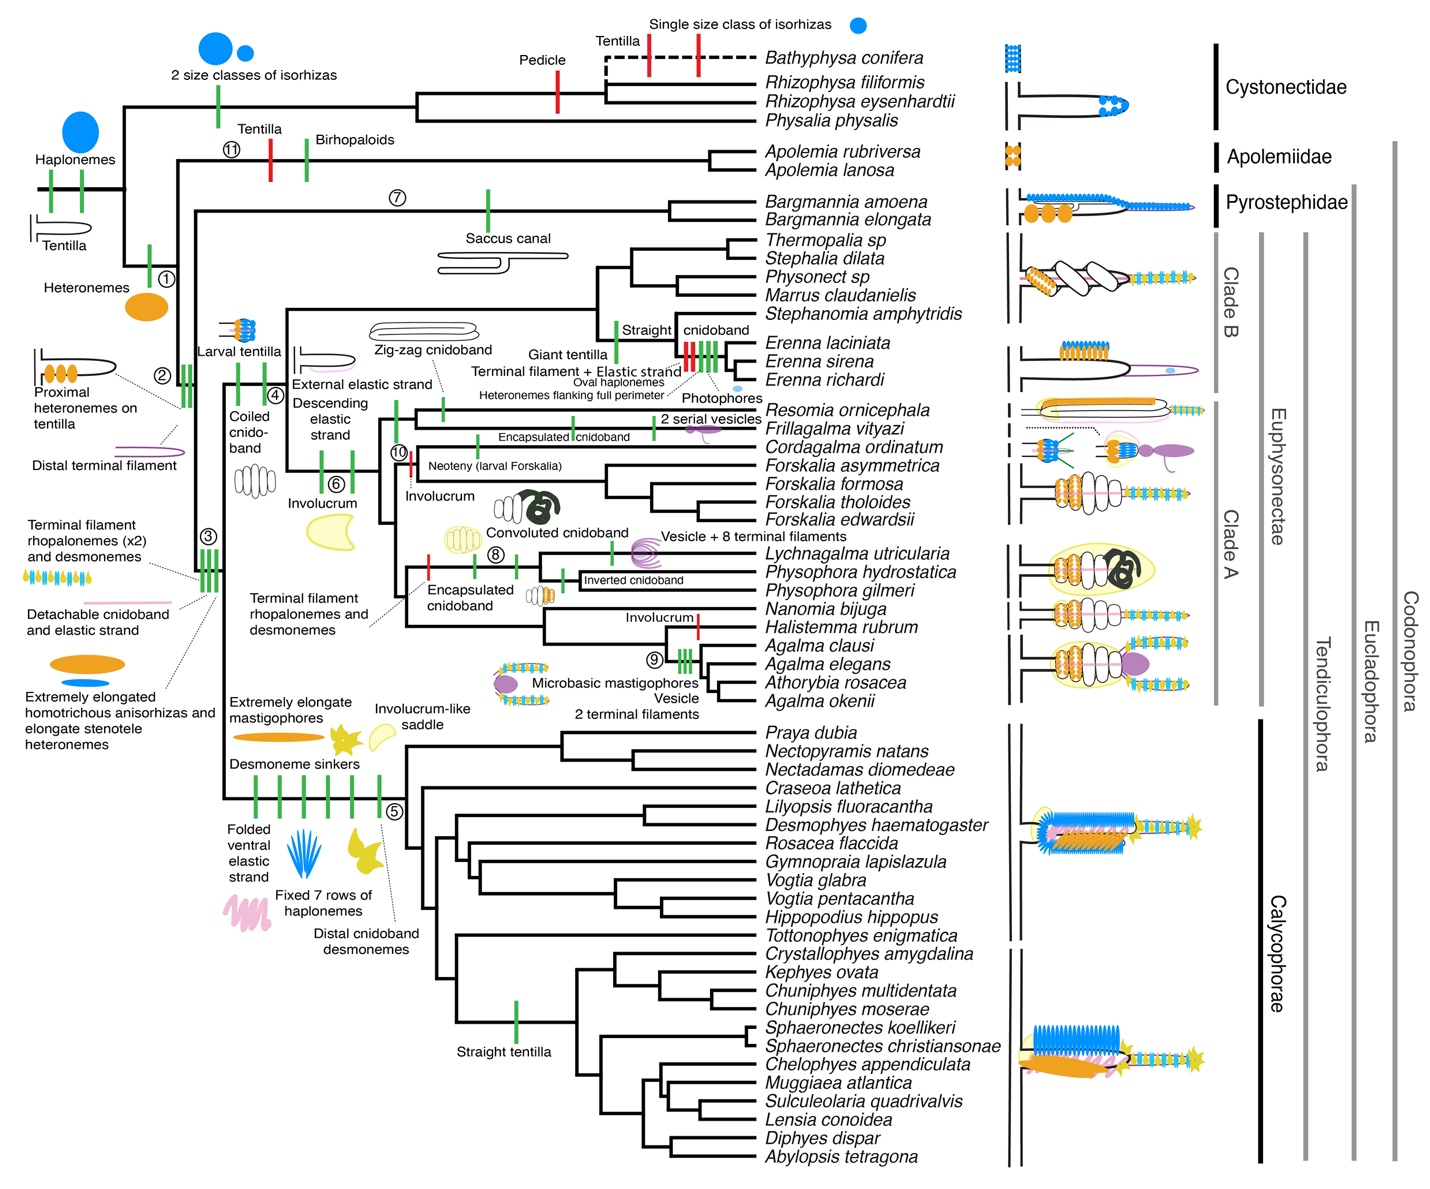 Single size class of isorhizas
Tentilla
Pedicle
2 size classes of isorhizas
Tentilla
Birhopaloids
Haplonemes
Tentilla
Heteronemes
Saccus canal
Larval tentilla
Zig-zag cnidoband
External elastic strand
Descending
elastic
strand
Coiled
cnido-
band
Proximal
heteronemes on
tentilla
Distal terminal filament
Straight cnidoband
Giant tentilla
Terminal filament + Elastic strand
Oval haplonemes
Heteronemes flanking full perimeter
Photophores
2 serial vesicles
Encapsulated cnidoband
Neoteny (larval Forskalia)
Involucrum
Involucrum
Convoluted cnidoband
Vesicle + 8 terminal filaments
Inverted cnidoband
Encapsulated
cnidoband
Terminal filament
rhopalonemes and
desmonemes
Involucrum
Microbasic mastigophores
Vesicle
2 terminal filaments
Terminal filament
rhopalonemes (x2)
and desmonemes
Detachable cnidoband
and elastic strand
Extremely elongated
homotrichous anisorhizas and
elongate stenotele
heteronemes
Extremely elongate
mastigophores
Involucrum-like
saddle
Desmoneme sinkers
Folded
ventral
elastic
strand
Fixed 7 rows of
haplonemes
Distal cnidoband
desmonemes
Straight tentilla
1
2
3
4
5
6
7
8
9
10
11
Bathyphysa conifera
Rhizophysa filiformis
Rhizophysa eysenhardtii
Physalia physalis
Apolemia rubriversa
Apolemia lanosa
Bargmannia amoena
Bargmannia elongata
Thermopalia sp
Stephalia dilata
Physonect sp
Marrus claudanielis
Stephanomia amphytridis
Erenna laciniata
Erenna sirena
Erenna richardi
Resomia ornicephala
Frillagalma vityazi
Cordagalma ordinatum
Forskalia asymmetrica
Forskalia formosa
Forskalia tholoides
Forskalia edwardsii
Lychnagalma utricularia
Physophora hydrostatica
Physophora gilmeri
Nanomia bijuga
Halistemma rubrum
Agalma clausi
Agalma elegans
Athorybia rosacea
Agalma okenii
Praya dubia
Nectopyramis natans
Nectadamas diomedeae
Craseoa lathetica
Lilyopsis fluoracantha
Desmophyes haematogaster
Rosacea flaccida
Gymnopraia lapislazula
Vogtia glabra
Vogtia pentacantha
Hippopodius hippopus
Tottonophyes enigmatica
Crystallophyes amygdalina
Kephyes ovata
Chuniphyes multidentata
Chuniphyes moserae
Sphaeronectes koellikeri
Sphaeronectes christiansonae
Chelophyes appendiculata
Muggiaea atlantica
Sulculeolaria quadrivalvis
Lensia conoidea
Diphyes dispar
Abylopsis tetragona
Cystonectidae
Apolemiidae
Pyrostephidae
Clade B
Clade A
Euphysonectae
Calycophorae
Tendiculophora
Eucladophora
Codonophora